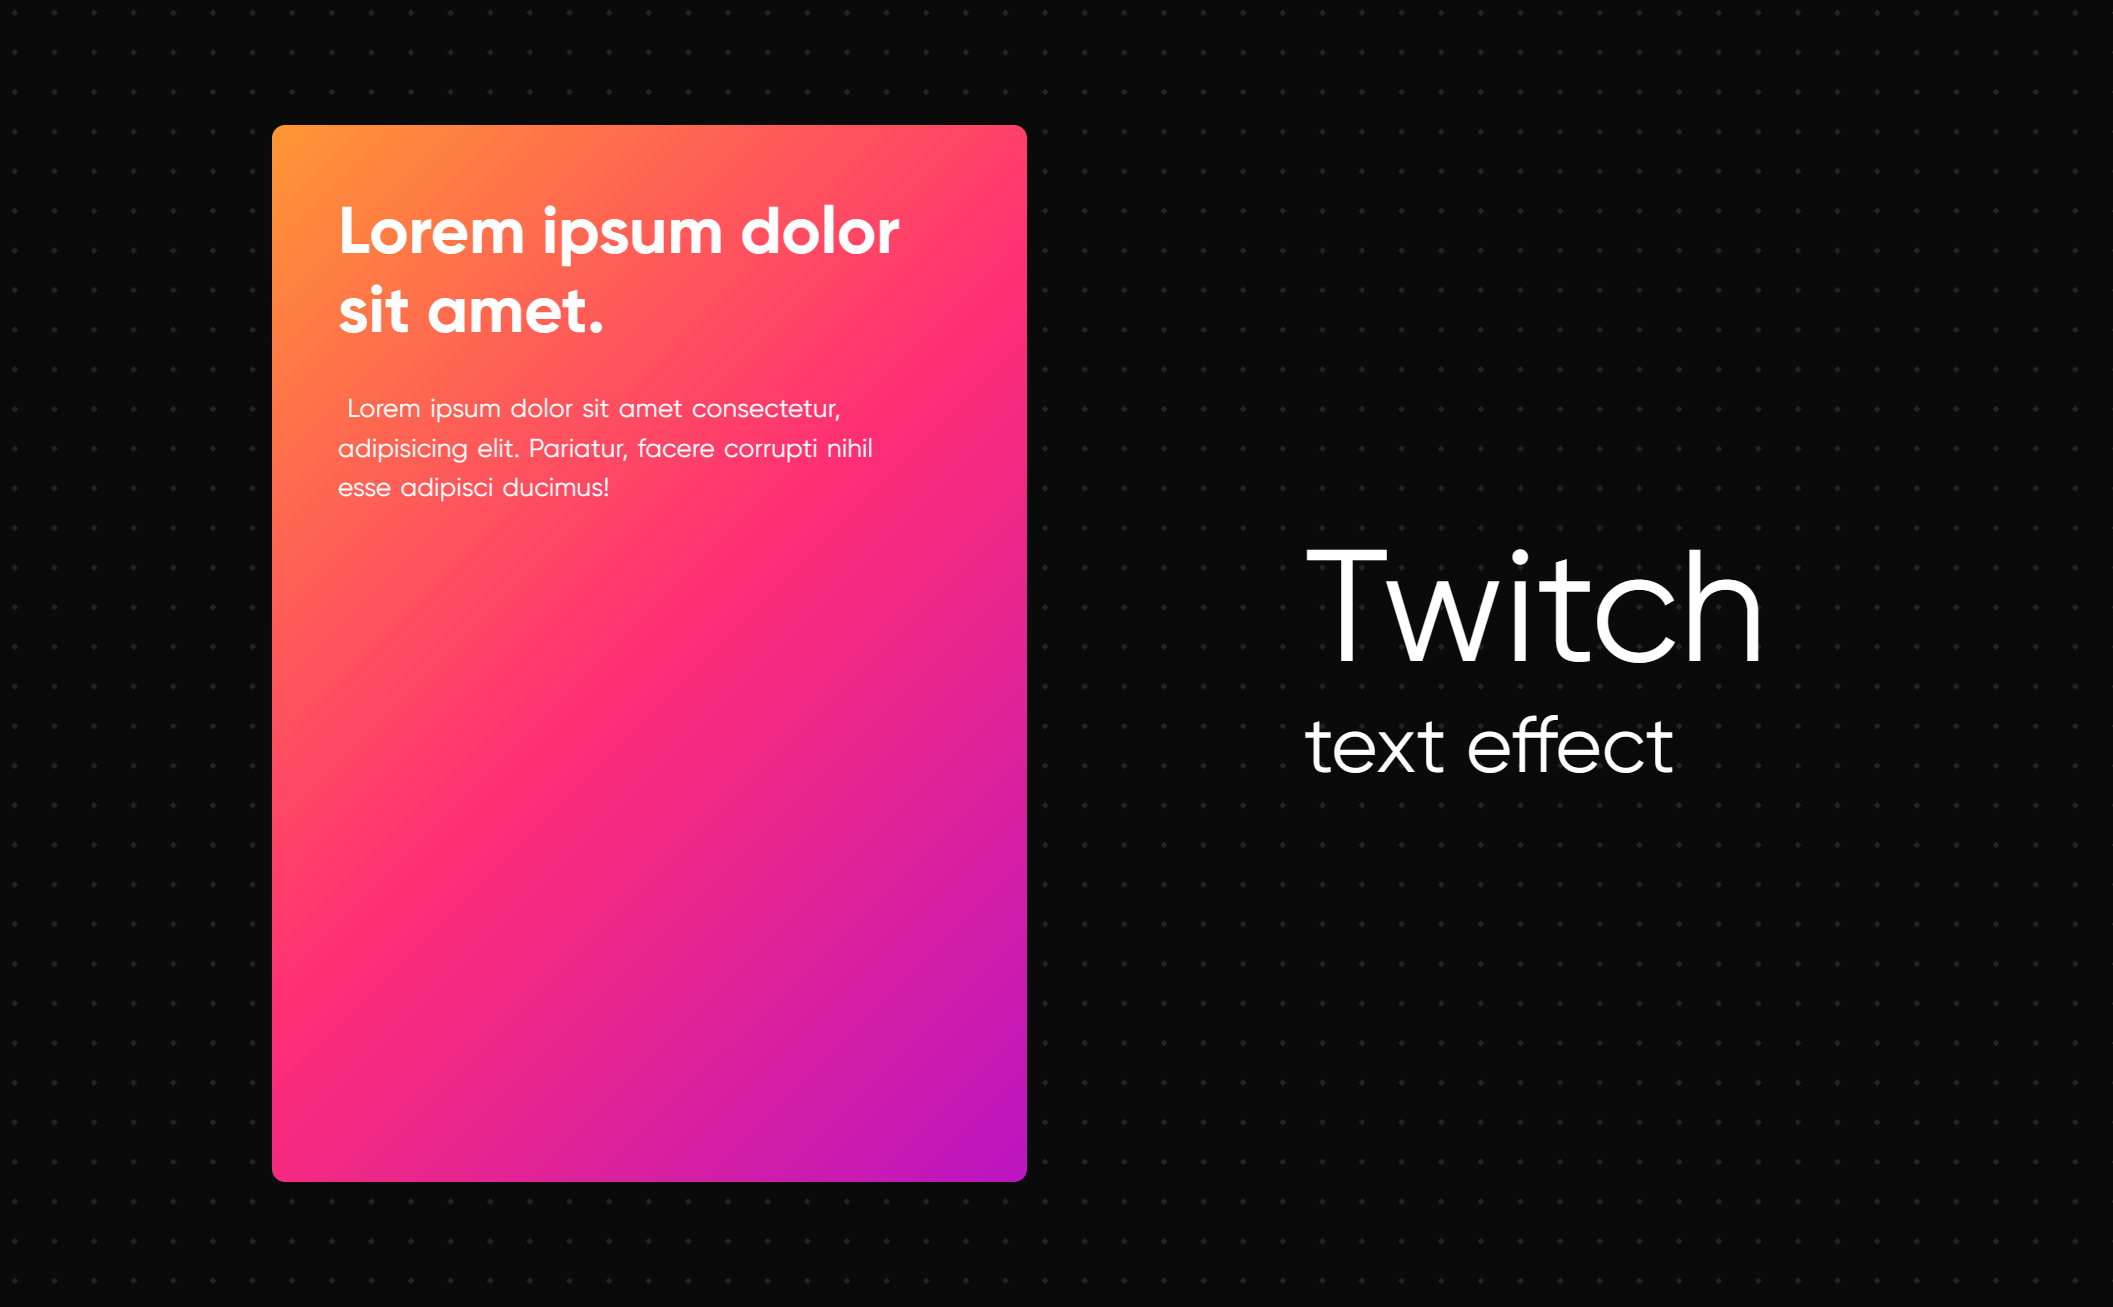 Lorem ipsum dolor
sit amet.
Lorem ipsum dolor sit amet consectetur,
adipisicing elit. Pariatur, facere corrupti nihil
esse adipisci ducimus!
Twitch
text effect